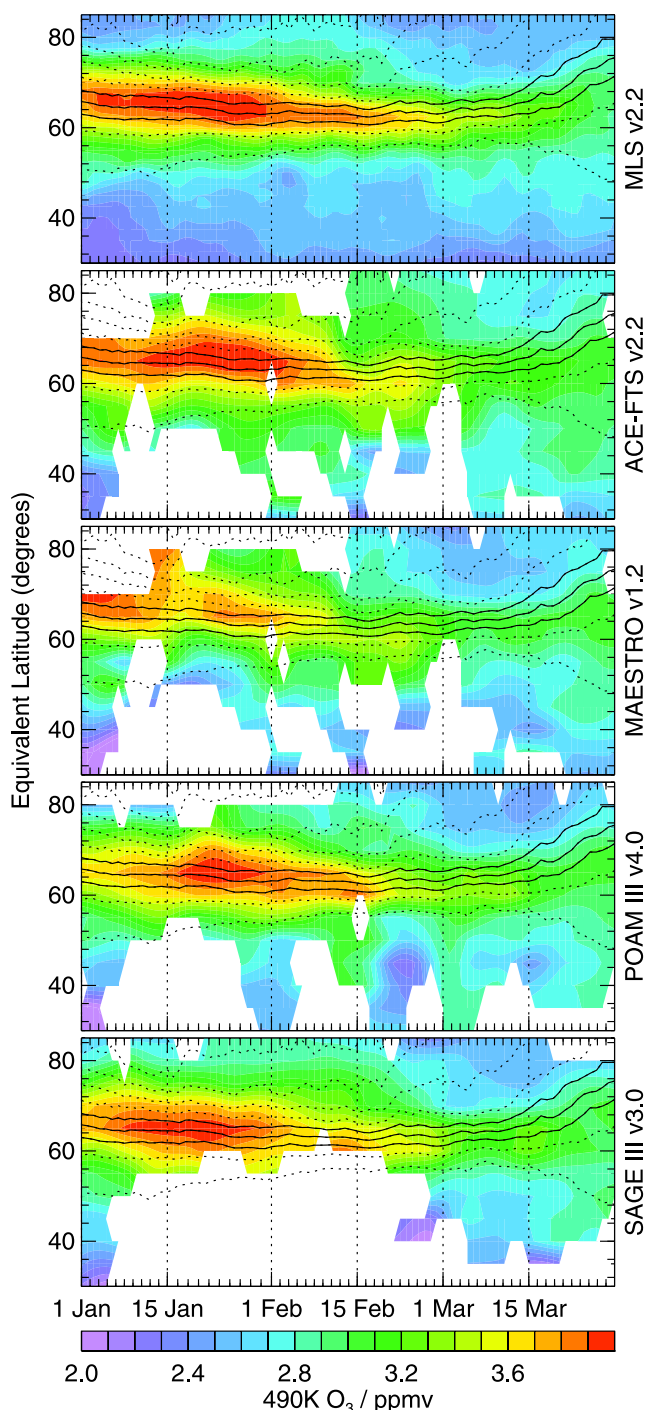 80
60
40
MLS v2.2
80
60
40
ACE-FTS v2.2
80
60
40
MAESTRO v1.2
Equivalent Latitude (degrees)
80
60
40
POAM III v4.0
80
60
40
SAGE III v3.0
1 Jan 15 Jan 1 Feb 15 Feb 1 Mar 15 Mar
2.0 2.4 2.8 3.2 3.6
490K O₃ / ppmv